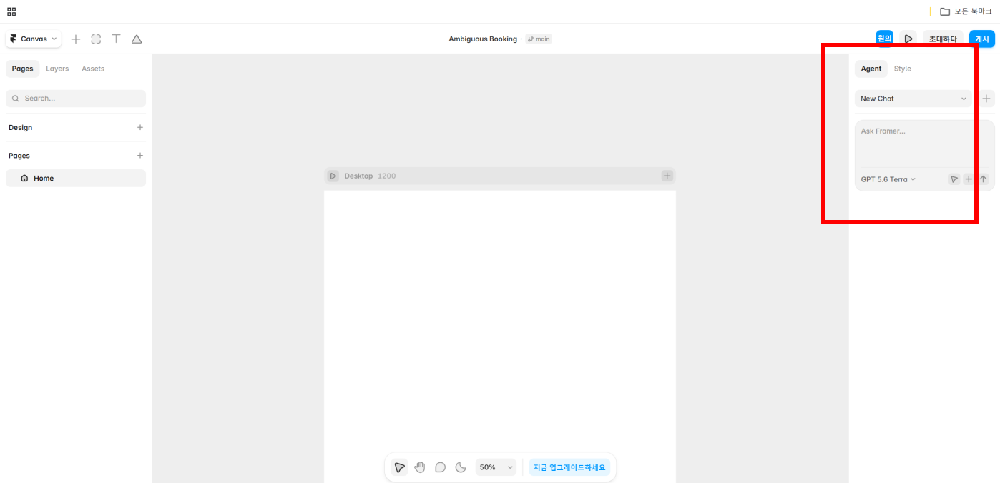 모든 북마크
Canvas
Ambiguous Booking · main
원의
초대하다
게시
Pages Layers Assets
Search...
Design
Pages
Home
Desktop 1200
50%
지금 업그레이드하세요
Agent Style
New Chat
Ask Framer...
GPT 5.6 Terra